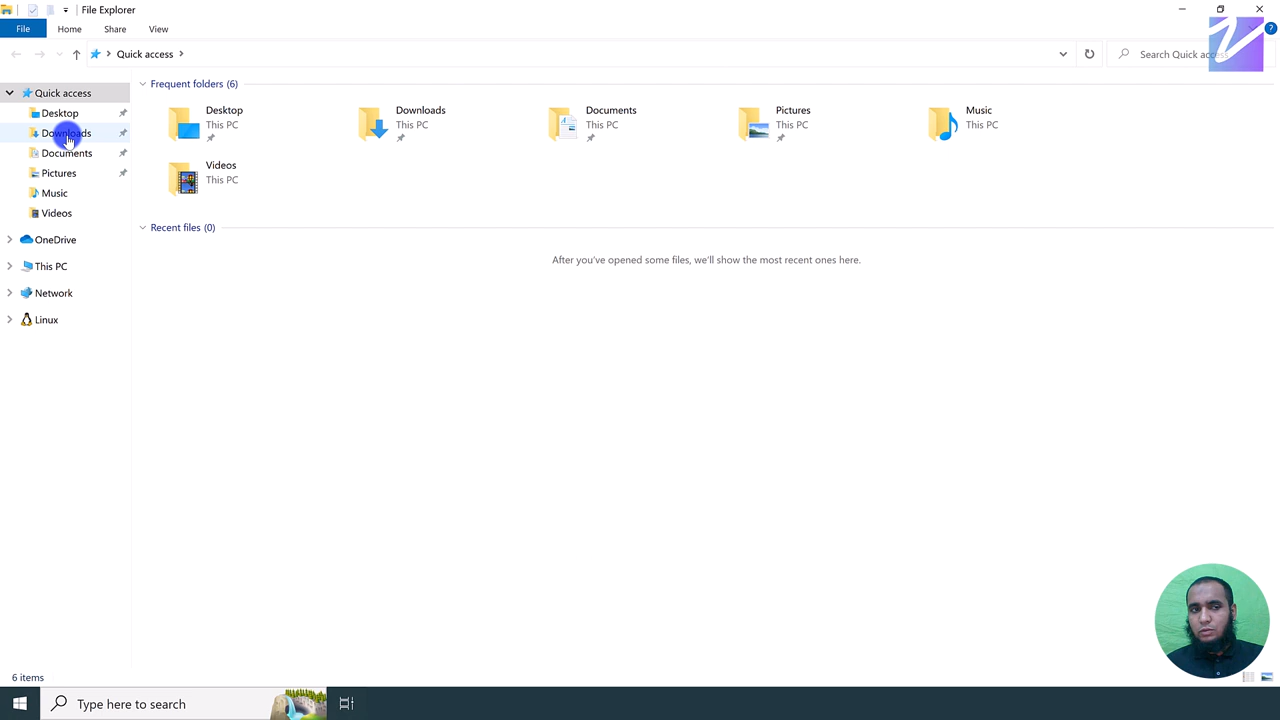 File Explorer
File
Home
Share
View
?
Quick access
Search Quick access
Quick access
Desktop
Downloads
Documents
Pictures
Music
Videos
OneDrive
This PC
Network
Linux
Frequent folders (6)
Desktop
This PC
Downloads
This PC
Documents
This PC
Pictures
This PC
Music
This PC
Videos
This PC
Recent files (0)
After you've opened some files, we'll show the most recent ones here.
6 items
Type here to search